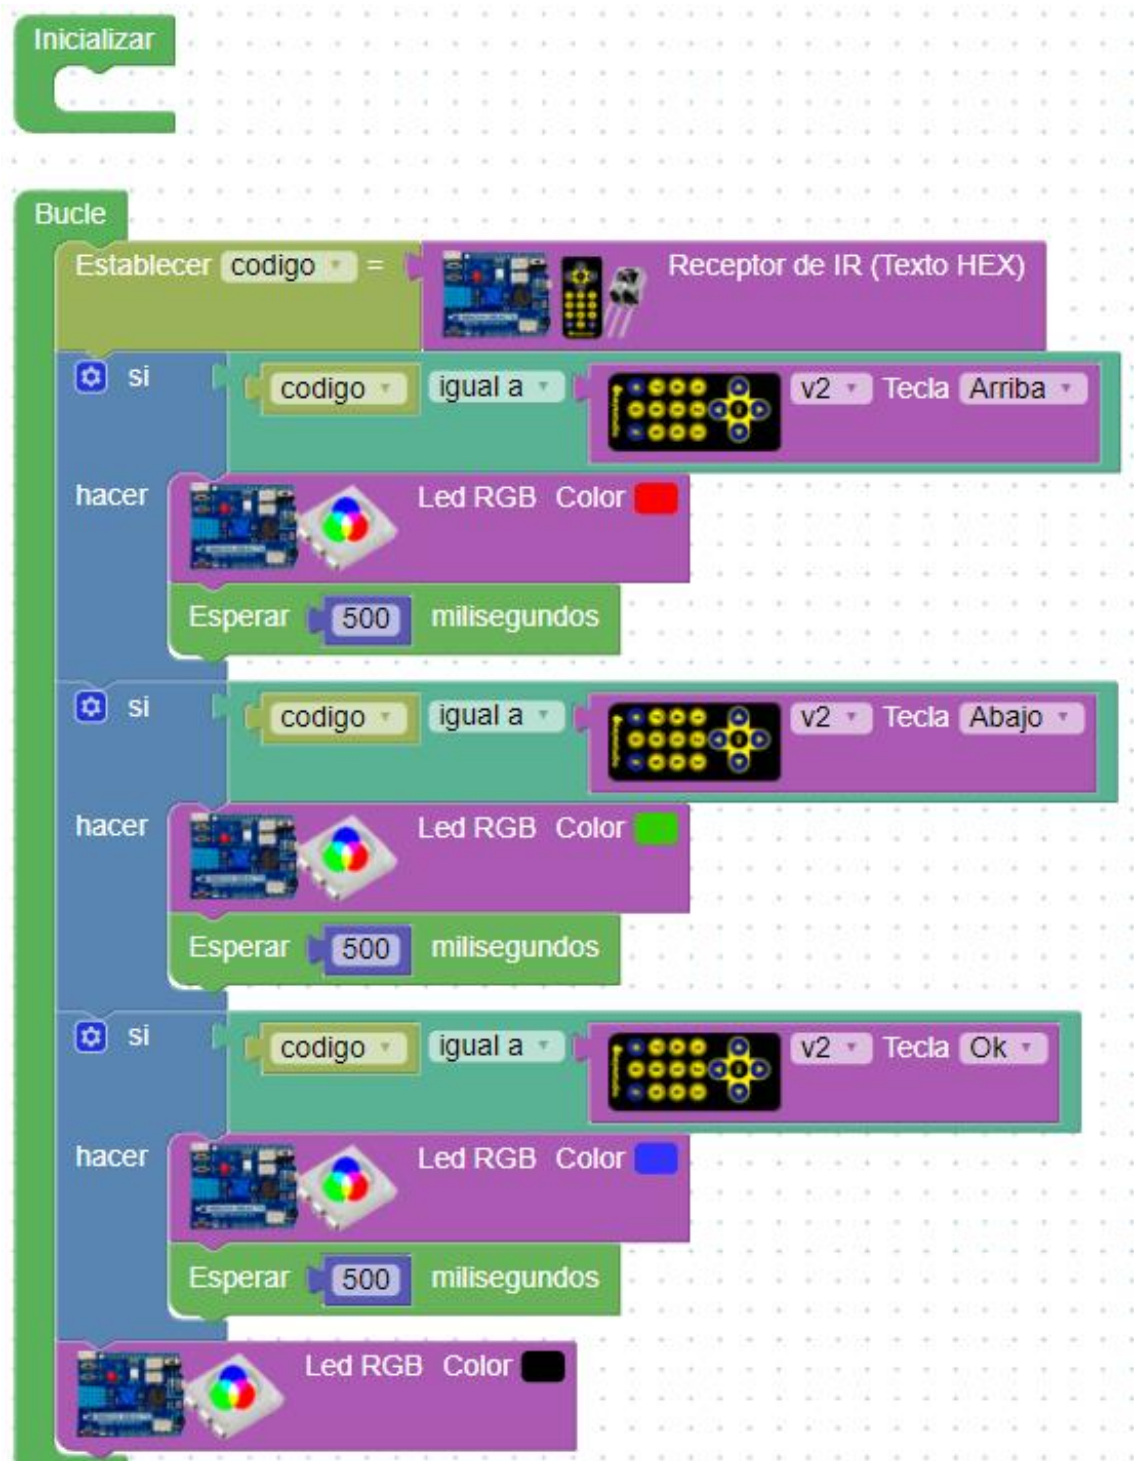 Inicializar
Bucle
Establecer codigo = Receptor de IR (Texto HEX)
si codigo igual a v2 Tecla Arriba
hacer Led RGB Color
Esperar 500 milisegundos
si codigo igual a v2 Tecla Abajo
hacer Led RGB Color
Esperar 500 milisegundos
si codigo igual a v2 Tecla Ok
hacer Led RGB Color
Esperar 500 milisegundos
Led RGB Color